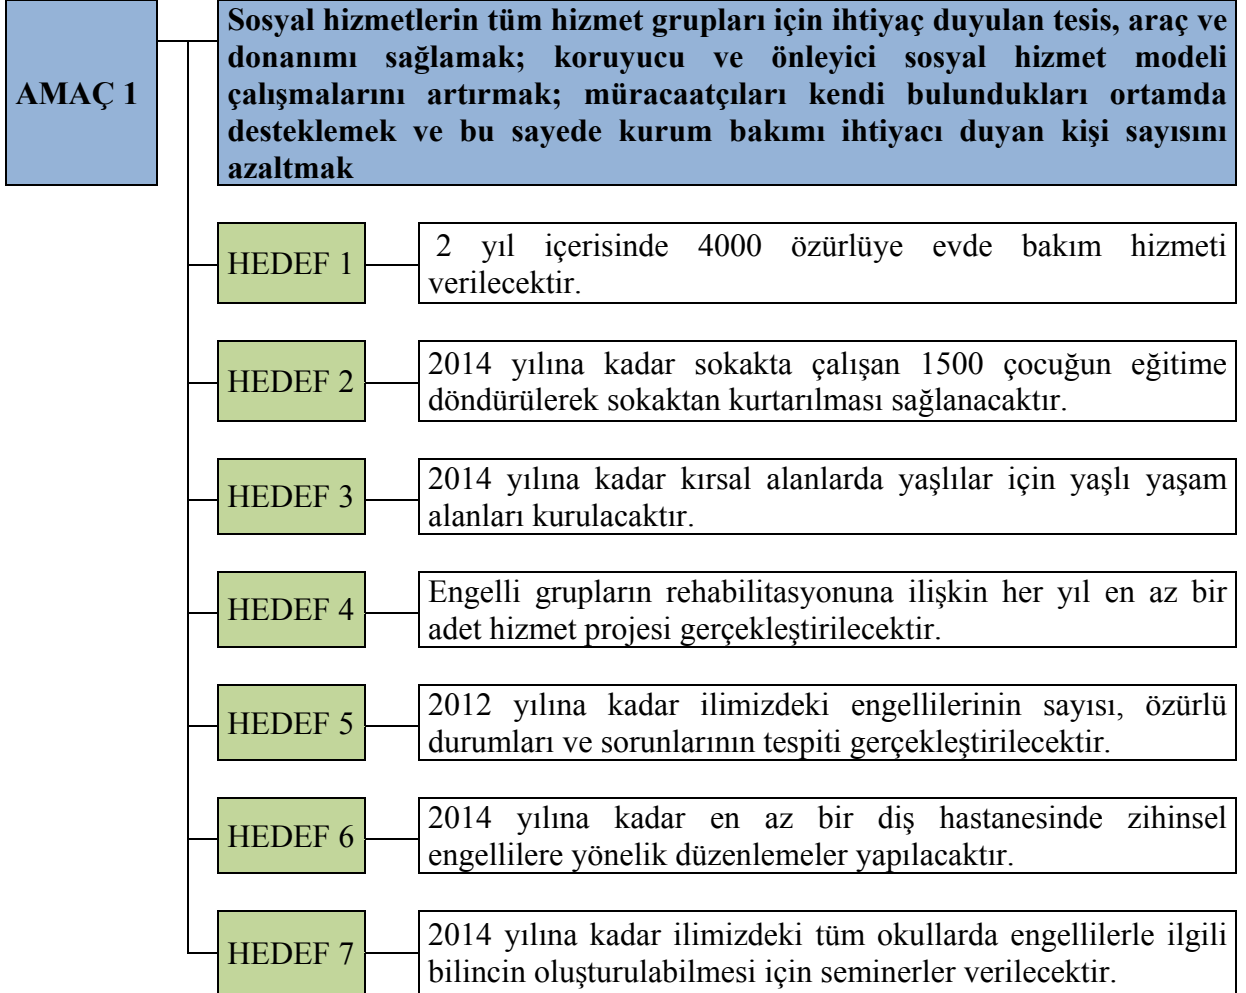 AMAÇ 1
Sosyal hizmetlerin tüm hizmet grupları için ihtiyaç duyulan tesis, araç ve
donanımı sağlamak; koruyucu ve önleyici sosyal hizmet modeli
çalışmalarını artırmak; müracaatçıları kendi bulundukları ortamda
desteklemek ve bu sayede kurum bakımı ihtiyacı duyan kişi sayısını
azaltmak
HEDEF 1
2 yıl içerisinde 4000 özürlüye evde bakım hizmeti
verilecektir.
HEDEF 2
2014 yılına kadar sokakta çalışan 1500 çocuğun eğitime
döndürülerek sokaktan kurtarılması sağlanacaktır.
HEDEF 3
2014 yılına kadar kırsal alanlarda yaşlılar için yaşlı yaşam
alanları kurulacaktır.
HEDEF 4
Engelli grupların rehabilitasyonuna ilişkin her yıl en az bir
adet hizmet projesi gerçekleştirilecektir.
HEDEF 5
2012 yılına kadar ilimizdeki engellilerinin sayısı, özürlü
durumları ve sorunlarının tespiti gerçekleştirilecektir.
HEDEF 6
2014 yılına kadar en az bir diş hastanesinde zihinsel
engellilere yönelik düzenlemeler yapılacaktır.
HEDEF 7
2014 yılına kadar ilimizdeki tüm okullarda engellilerle ilgili
bilincin oluşturulabilmesi için seminerler verilecektir.